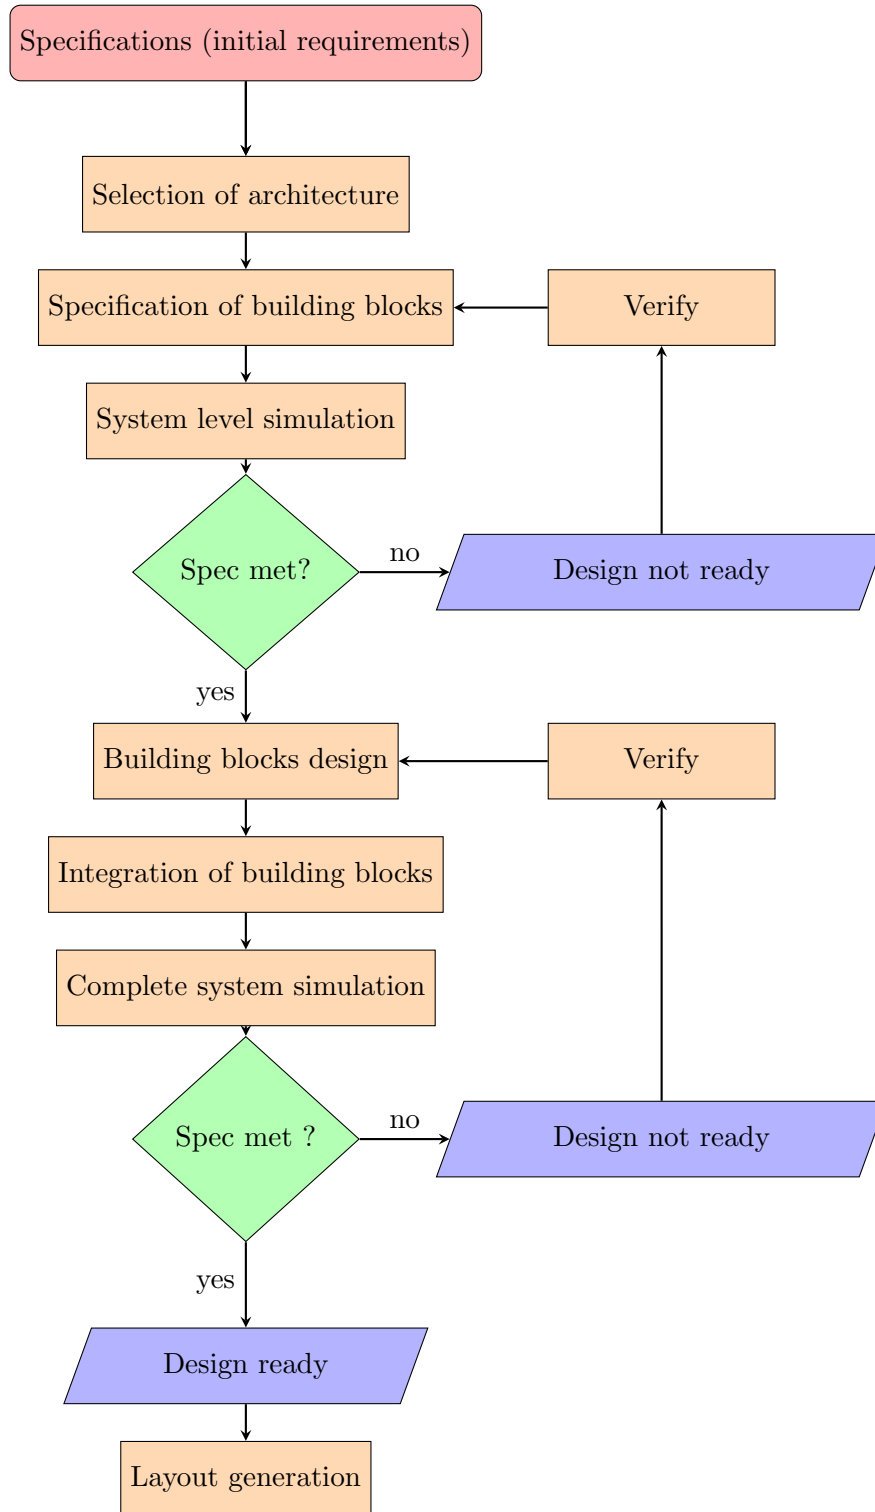 Specifications (initial requirements)
Selection of architecture
Specification of building blocks
Verify
System level simulation
Spec met?
no
Design not ready
yes
Building blocks design
Verify
Integration of building blocks
Complete system simulation
Spec met ?
no
Design not ready
yes
Design ready
Layout generation